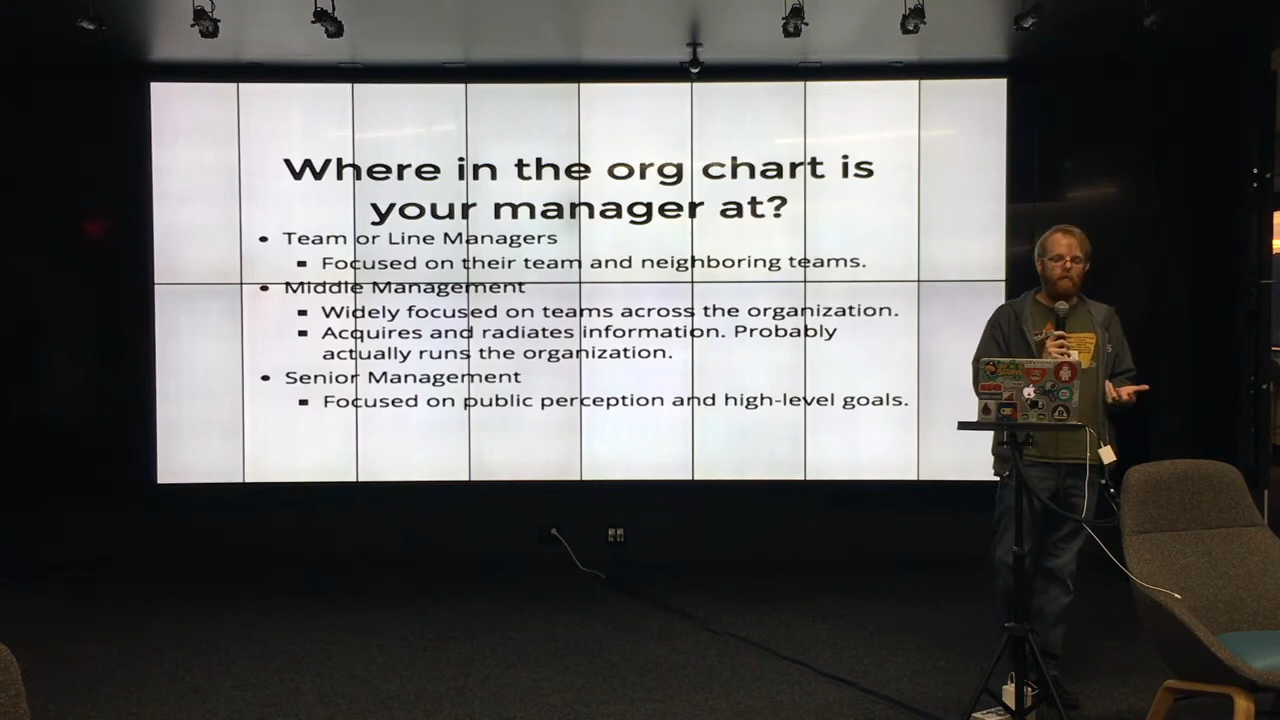 Where in the org chart is
your manager at?
• Team or Line Managers
▪ Focused on their team and neighboring teams.
• Middle Management
▪ Widely focused on teams across the organization.
▪ Acquires and radiates information. Probably
actually runs the organization.
• Senior Management
▪ Focused on public perception and high-level goals.